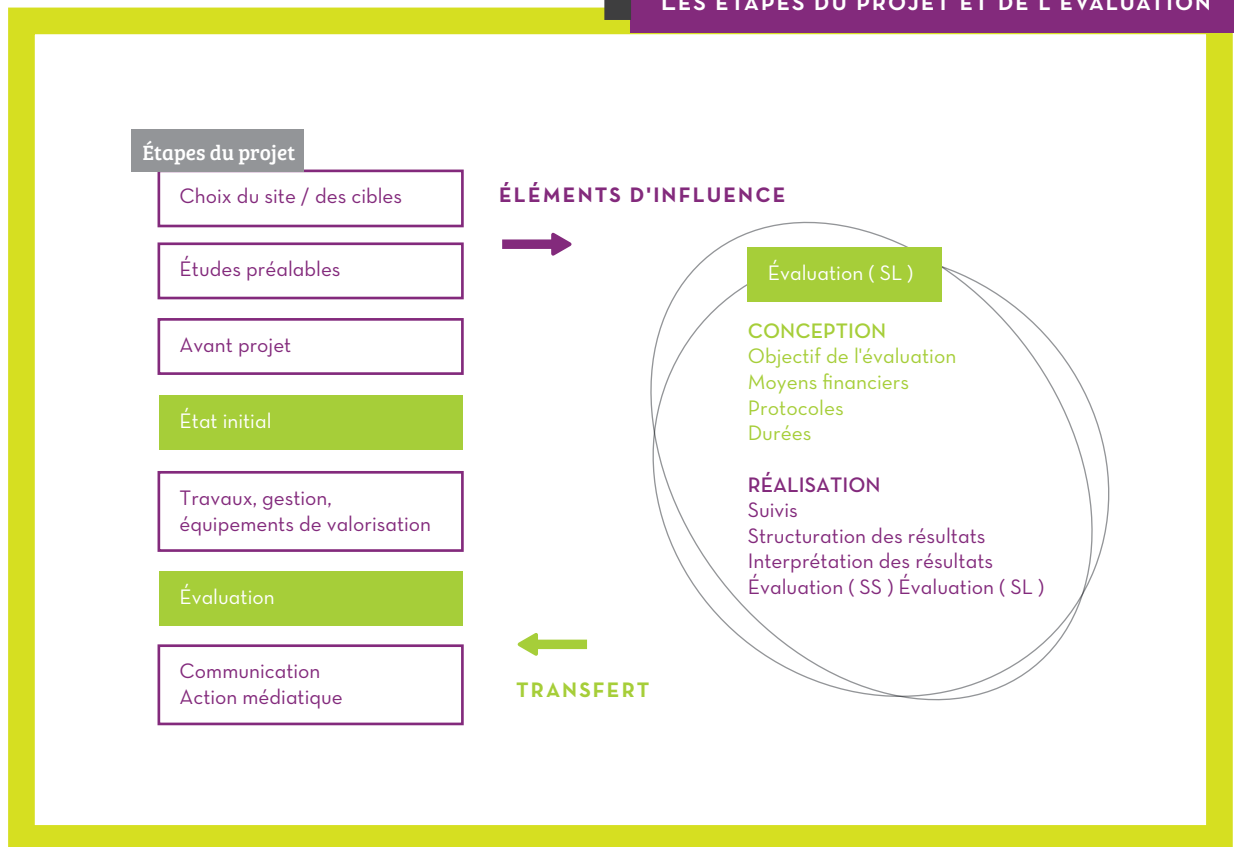 LES ÉTAPES DU PROJET ET DE L'ÉVALUATION
Étapes du projet
Choix du site / des cibles
Études préalables
Avant projet
État initial
Travaux, gestion,
équipements de valorisation
Évaluation
Communication
Action médiatique
ÉLÉMENTS D'INFLUENCE
Évaluation ( SL )
CONCEPTION
Objectif de l'évaluation
Moyens financiers
Protocoles
Durées
RÉALISATION
Suivis
Structuration des résultats
Interprétation des résultats
Évaluation ( SS ) Évaluation ( SL )
TRANSFERT